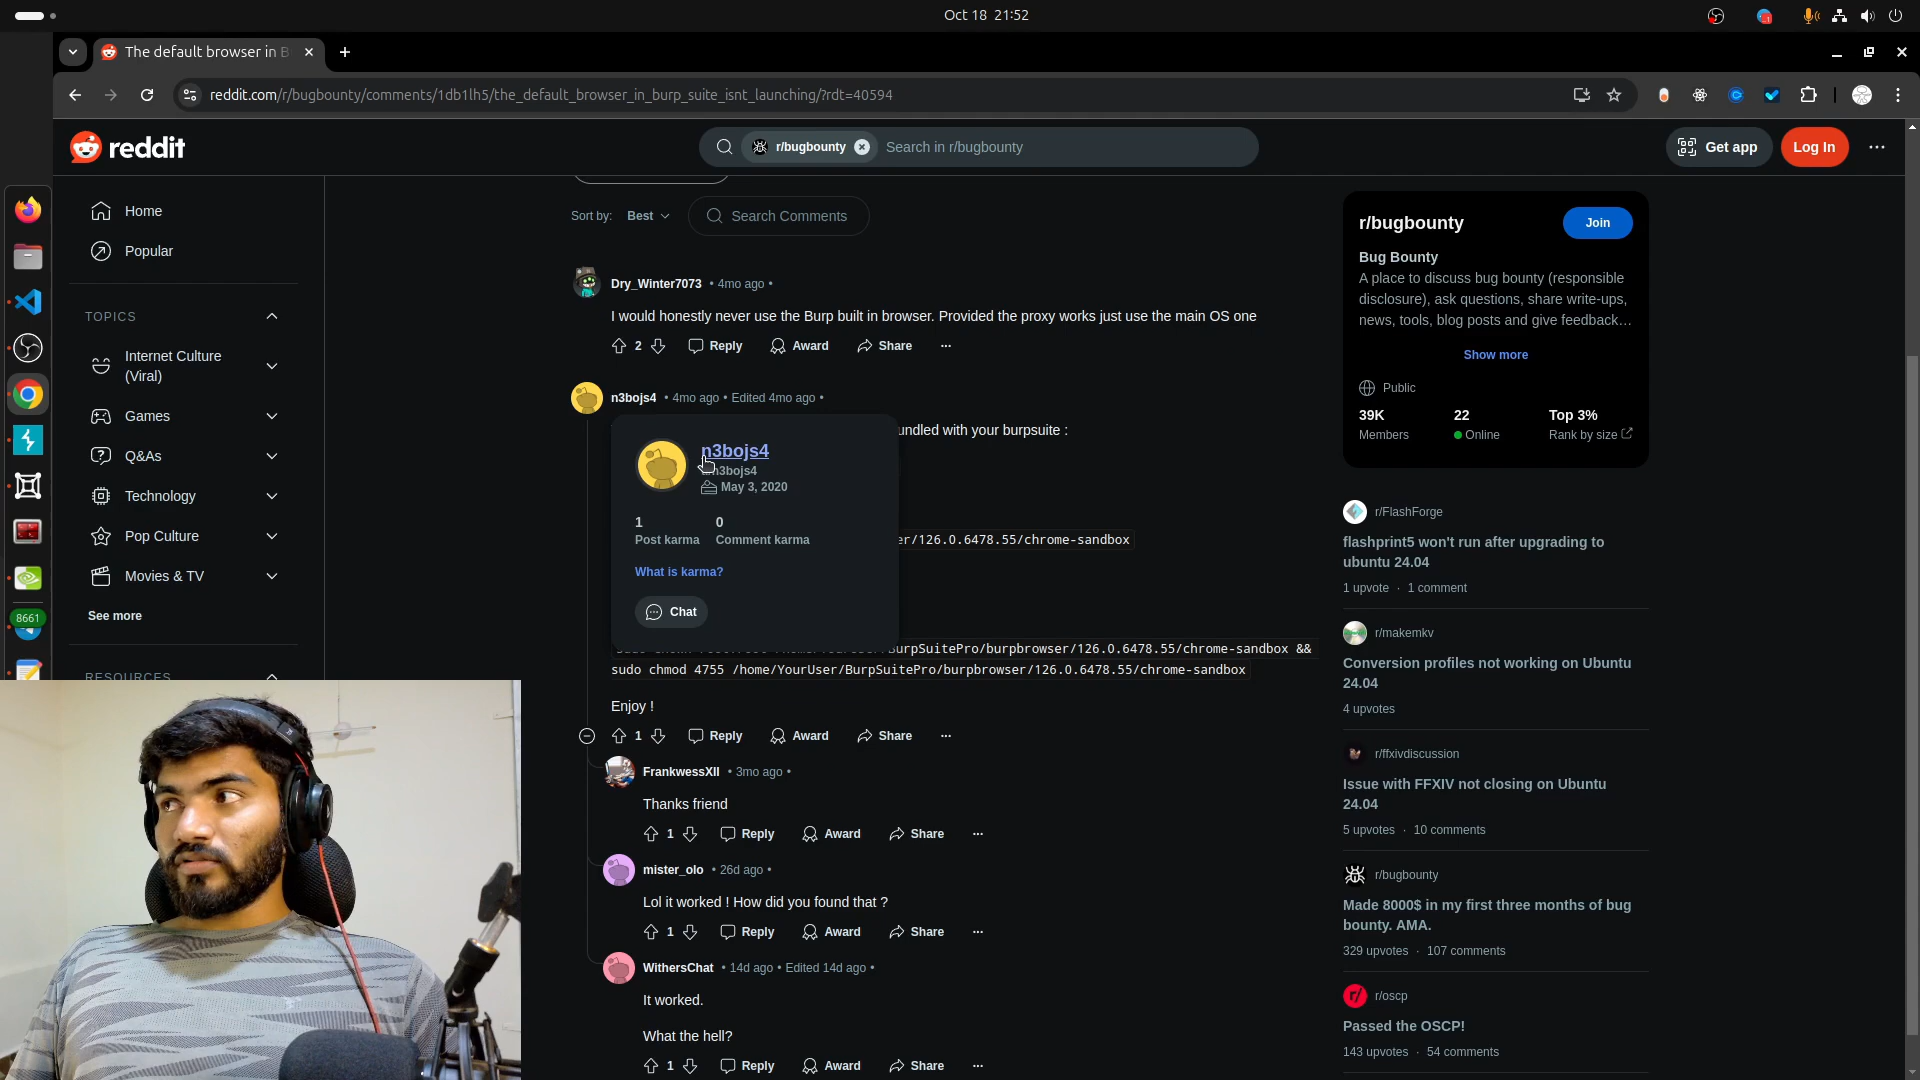 Oct 18 21:52
The default browser in B
reddit.com/r/bugbounty/comments/1db1lh5/the_default_browser_in_burp_suite_isnt_launching/?rdt=40594
reddit
r/bugbounty
Search in r/bugbounty
Get app
Log In
Home
Popular
TOPICS
Internet Culture
(Viral)
Games
Q&As
Technology
Pop Culture
Movies & TV
See more
RESOURCES
8661
Sort by: Best
Search Comments
Dry_Winter7073 • 4mo ago •
I would honestly never use the Burp built in browser. Provided the proxy works just use the main OS one
2 Reply Award Share
n3bojs4 • 4mo ago • Edited 4mo ago •
undled with your burpsuite :
n3bojs4
n3bojs4
May 3, 2020
1 0
Post karma Comment karma
What is karma?
Chat
er/126.0.6478.55/chrome-sandbox
BurpSuitePro/burpbrowser/126.0.6478.55/chrome-sandbox &&
sudo chmod 4755 /home/YourUser/BurpSuitePro/burpbrowser/126.0.6478.55/chrome-sandbox
Enjoy !
1 Reply Award Share
FrankwessXII • 3mo ago •
Thanks friend
1 Reply Award Share
mister_olo • 26d ago •
Lol it worked ! How did you found that ?
1 Reply Award Share
WithersChat • 14d ago • Edited 14d ago •
It worked.
What the hell?
1 Reply Award Share
r/bugbounty
Join
Bug Bounty
A place to discuss bug bounty (responsible
disclosure), ask questions, share write-ups,
news, tools, blog posts and give feedback…
Show more
Public
39K 22 Top 3%
Members Online Rank by size
r/FlashForge
flashprint5 won't run after upgrading to
ubuntu 24.04
1 upvote · 1 comment
r/makemkv
Conversion profiles not working on Ubuntu
24.04
4 upvotes
r/ffxivdiscussion
Issue with FFXIV not closing on Ubuntu
24.04
5 upvotes · 10 comments
r/bugbounty
Made 8000$ in my first three months of bug
bounty. AMA.
329 upvotes · 107 comments
r/oscp
Passed the OSCP!
143 upvotes · 54 comments